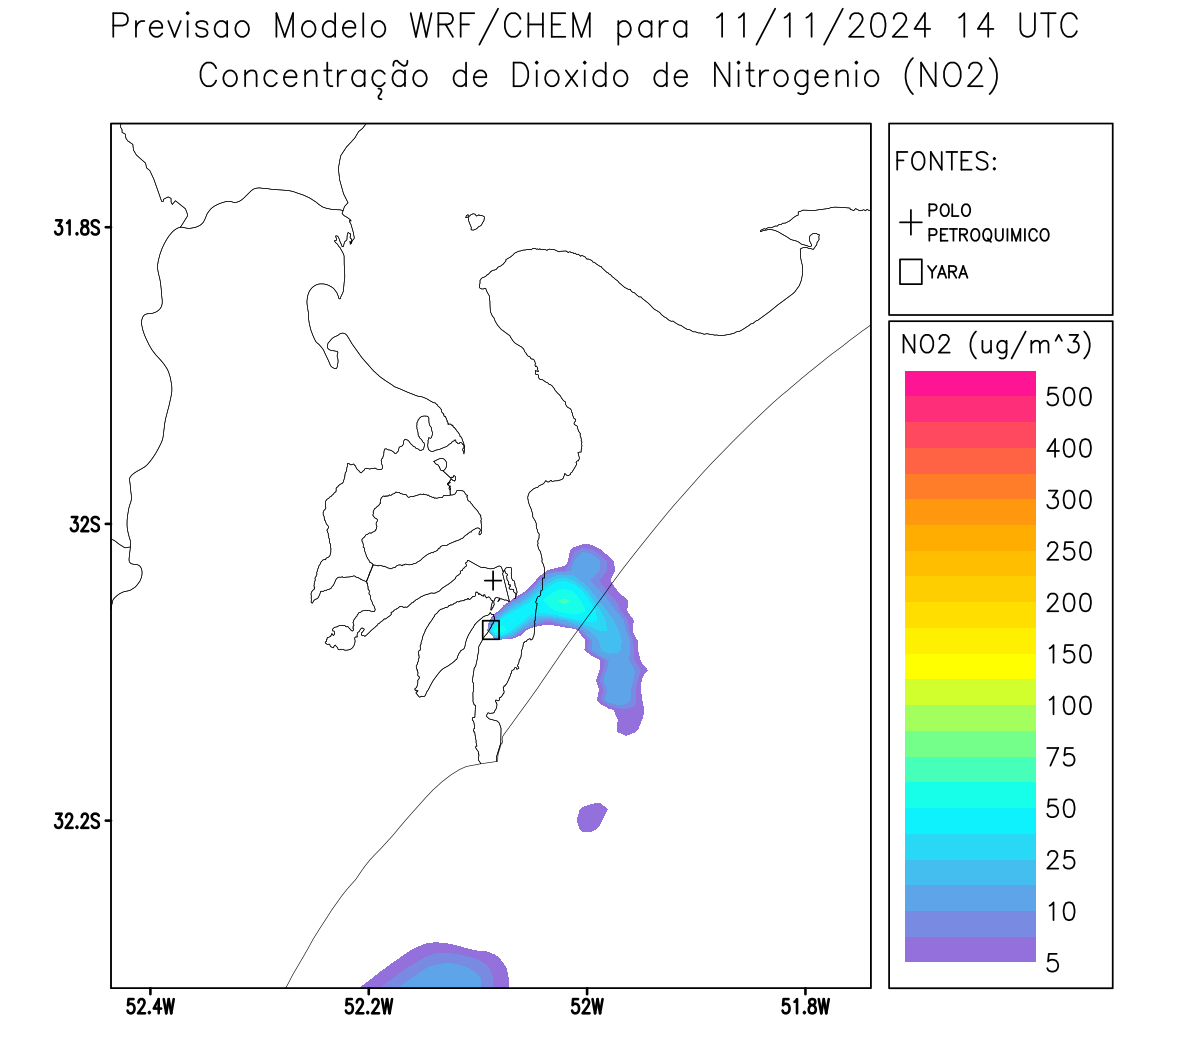 Previsao Modelo WRF/CHEM para 11/11/2024 14 UTC
Concentração de Dioxido de Nitrogenio (NO2)
FONTES:
POLO
PETROQUIMICO
YARA
NO2 (ug/m^3)
500
400
300
250
200
150
100
75
50
25
10
5
31.8S
32S
32.2S
52.4W
52.2W
52W
51.8W